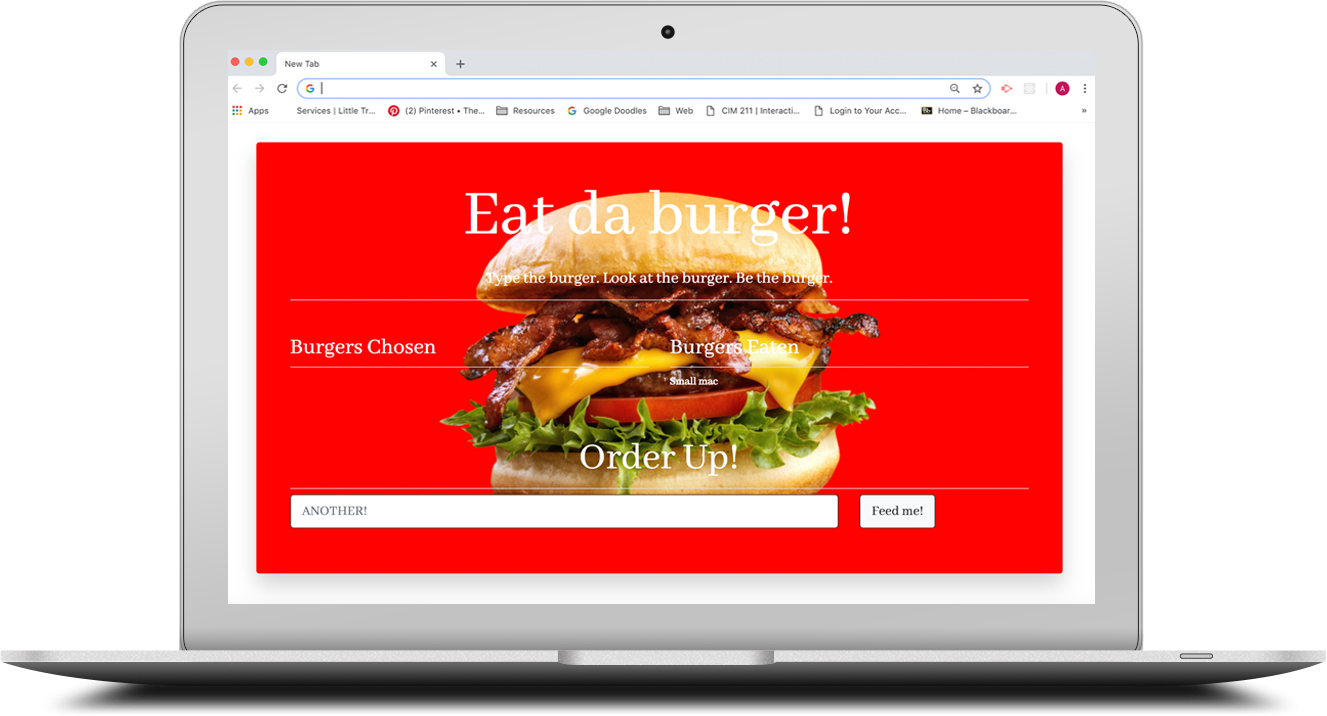 New Tab
Apps Services | Little Tr... (2) Pinterest • The... Resources Google Doodles Web CIM 211 | Interacti... Login to Your Acc... Home – Blackboar... »
Eat da burger!
Type the burger. Look at the burger. Be the burger.
Burgers Chosen Burgers Eaten
Small mac
Order Up!
ANOTHER! Feed me!